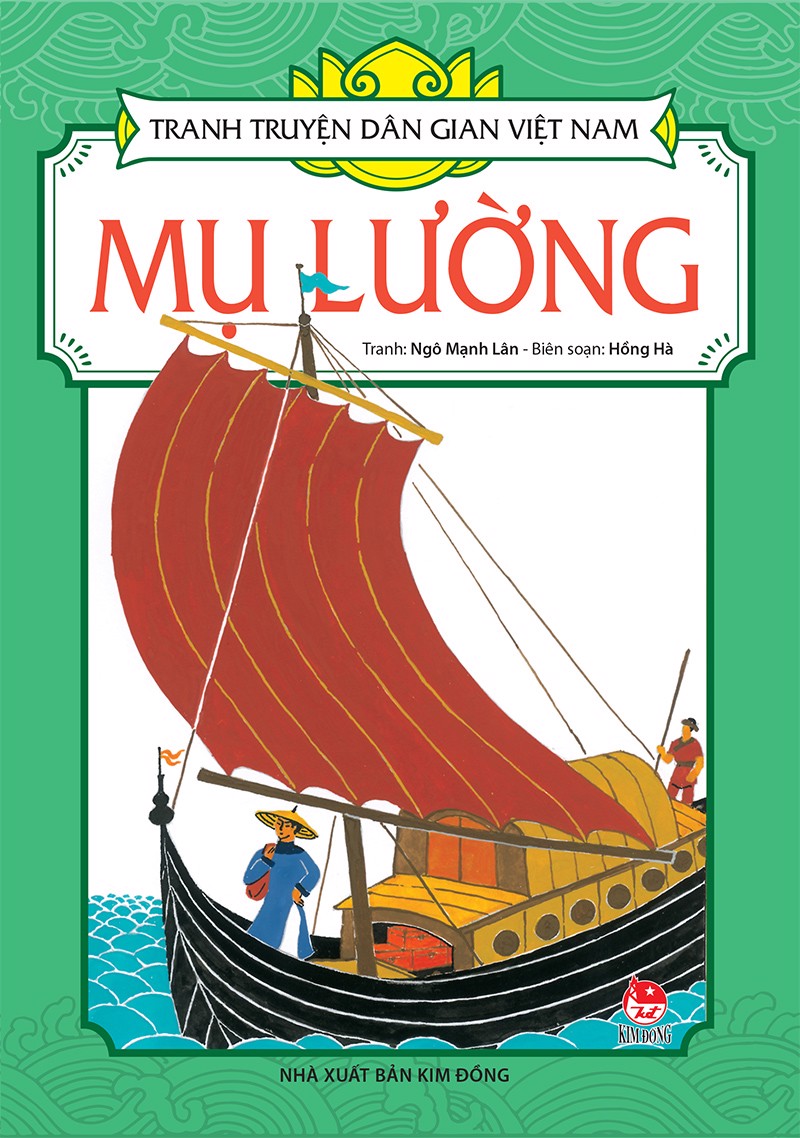 TRANH TRUYỆN DÂN GIAN VIỆT NAM
MỤ LƯỜNG
Tranh: Ngô Mạnh Lân - Biên soạn: Hồng Hà
Kết
KIM ĐỒNG
NHÀ XUẤT BẢN KIM ĐỒNG